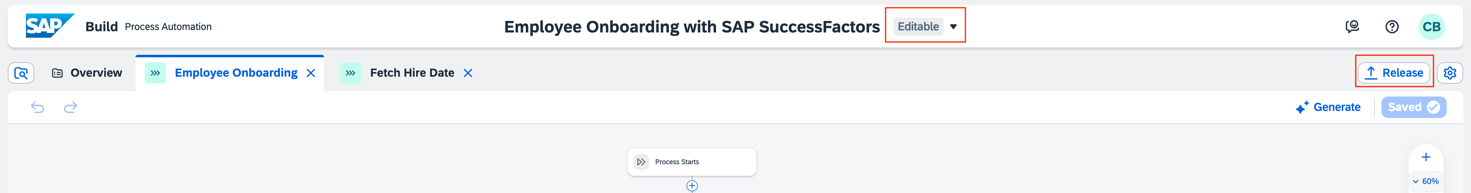 SAP Build Process Automation Employee Onboarding with SAP SuccessFactors Editable CB
Overview Employee Onboarding Fetch Hire Date Release
Generate Saved
Process Starts
60%